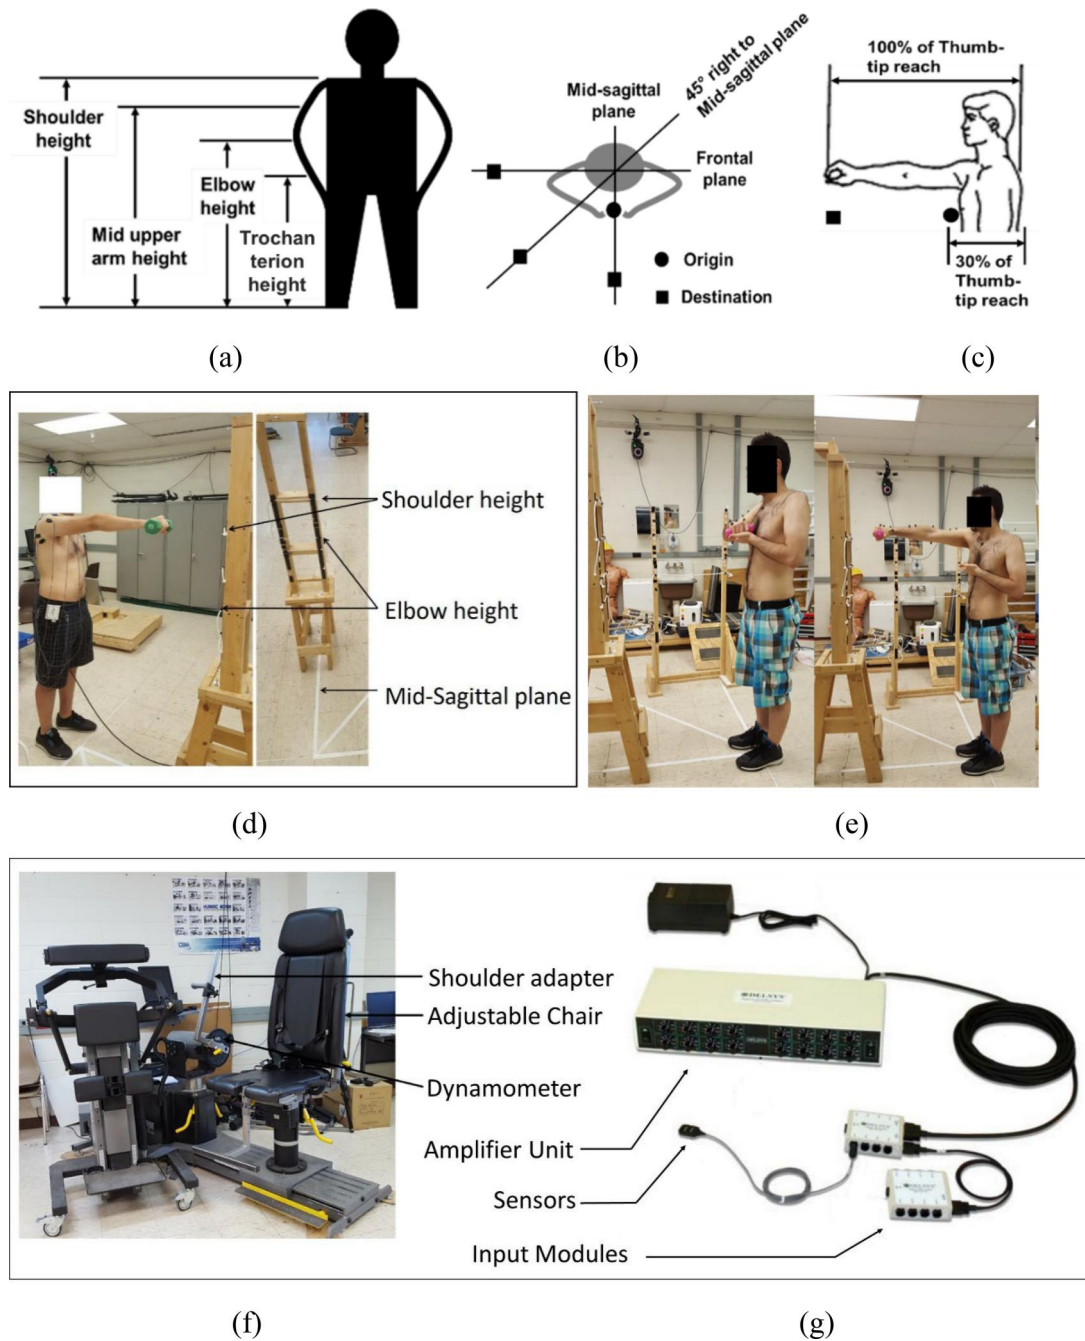 Shoulder
height
Mid upper
arm height
Elbow
height
Trochan
terion
height
(a)
Mid-sagittal
plane
45° right to
Mid-sagittal plane
Frontal
plane
Origin
Destination
(b)
100% of Thumb-
tip reach
30% of
Thumb-
tip reach
(c)
Shoulder height
Elbow height
Mid-Sagittal plane
(d)
(e)
Shoulder adapter
Adjustable Chair
Dynamometer
(f)
DELSYS
Amplifier Unit
Sensors
Input Modules
(g)